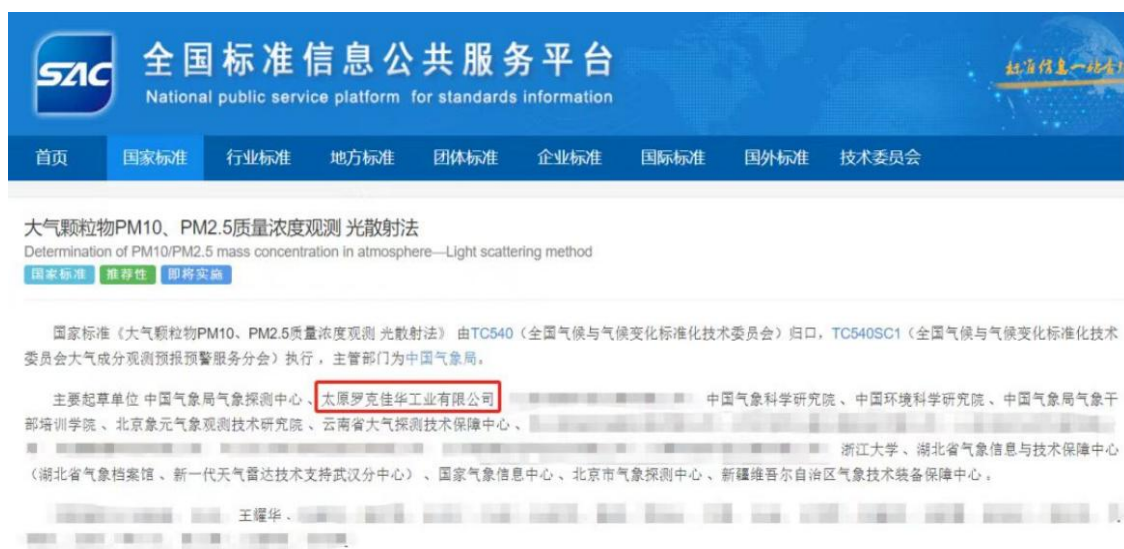 SAC
全国标准信息公共服务平台
National public service platform for standards information
首页 国家标准 行业标准 地方标准 团体标准 企业标准 国际标准 国外标准 技术委员会
大气颗粒物PM10、PM2.5质量浓度观测 光散射法
Determination of PM10/PM2.5 mass concentration in atmosphere—Light scattering method
国家标准 推荐性 即将实施
国家标准《大气颗粒物PM10、PM2.5质量浓度观测 光散射法》 由TC540（全国气候与气候变化标准化技术委员会）归口，TC540SC1（全国气候与气候变化标准化技术
委员会大气成分观测预报预警服务分会）执行 ，主管部门为中国气象局。
主要起草单位 中国气象局气象探测中心 、太原罗克佳华工业有限公司 中国气象科学研究院 、中国环境科学研究院 、中国气象局气象干
部培训学院 、北京象元气象观测技术研究院 、云南省大气探测技术保障中心 、
浙江大学 、湖北省气象信息与技术保障中心
（湖北省气象档案馆 、新一代天气雷达技术支持武汉分中心） 、国家气象信息中心 、北京市气象探测中心 、新疆维吾尔自治区气象技术装备保障中心 。
王耀华 、